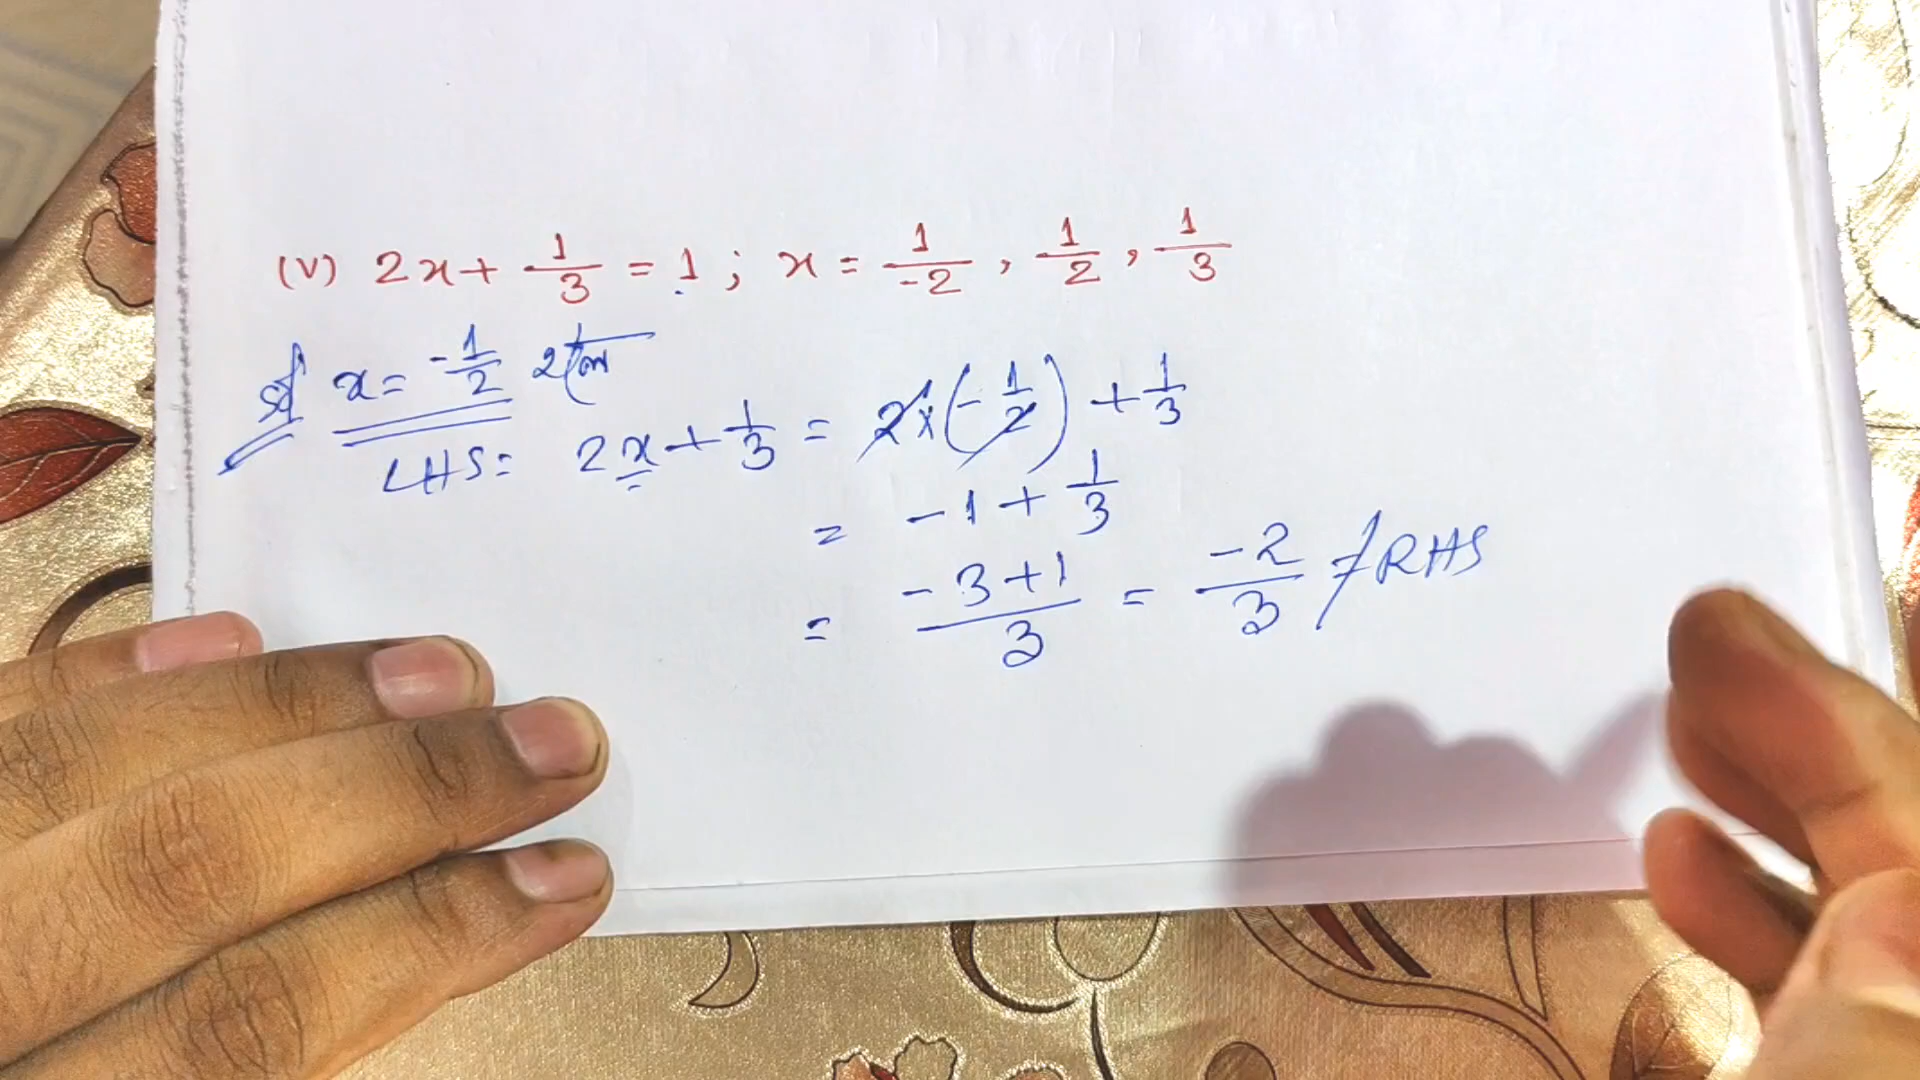 (V) 2x + 1/3 = 1 ; x = 1/-2 , 1/2 , 1/3
x = -1/2
LHS = 2x + 1/3 = 2 × (-1/2) + 1/3
= -1 + 1/3
= -3+1/3 = -2/3 ≠ RHS